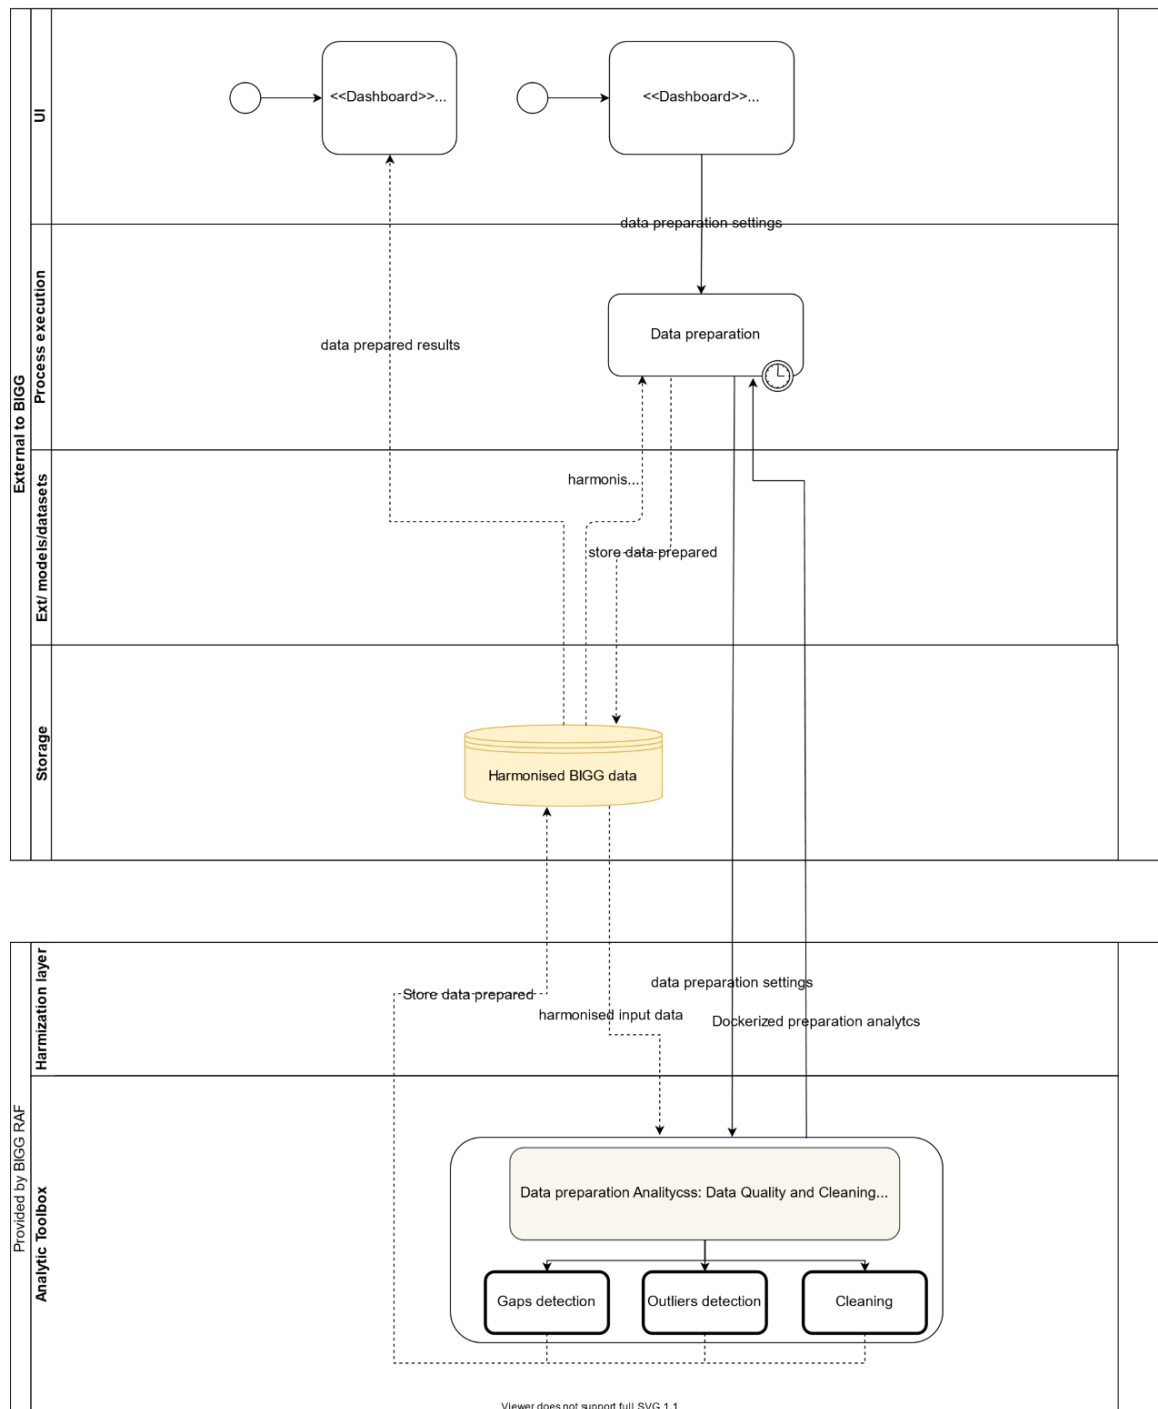 UI
<<Dashboard>>...
<<Dashboard>>...
data preparation settings
External to BIGG
Process execution
Data preparation
data prepared results
Ext/ models/datasets
harmonis...
store data prepared
Storage
Harmonised BIGG data
Provided by BIGG RAF
Harmization layer
data preparation settings
Store data prepared
harmonised input data
Dockerized preparation analytcs
Analytic Toolbox
Data preparation Analitycss: Data Quality and Cleaning...
Gaps detection
Outliers detection
Cleaning
Viewer does not support full SVG 1.1